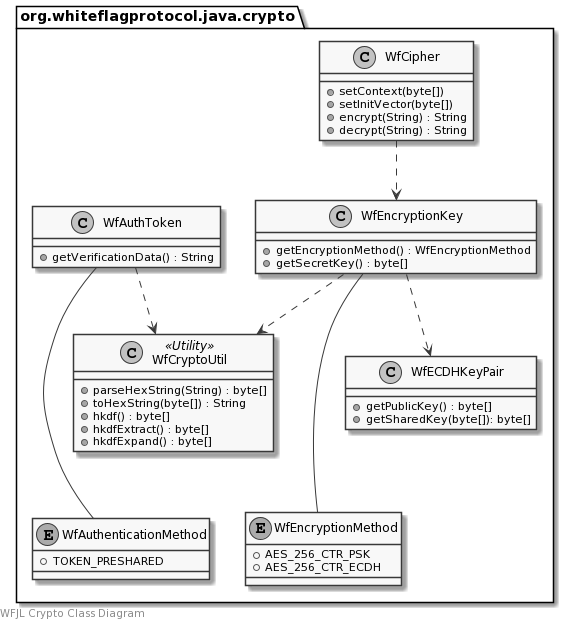 org.whiteflagprotocol.java.crypto
C WfCipher
setContext(byte[])
setInitVector(byte[])
encrypt(String) : String
decrypt(String) : String
C WfAuthToken
getVerificationData() : String
C WfEncryptionKey
getEncryptionMethod() : WfEncryptionMethod
getSecretKey() : byte[]
C «Utility»
WfCryptoUtil
parseHexString(String) : byte[]
toHexString(byte[]) : String
hkdf() : byte[]
hkdfExtract() : byte[]
hkdfExpand() : byte[]
C WfECDHKeyPair
getPublicKey() : byte[]
getSharedKey(byte[]): byte[]
E WfAuthenticationMethod
TOKEN_PRESHARED
E WfEncryptionMethod
AES_256_CTR_PSK
AES_256_CTR_ECDH
WFJL Crypto Class Diagram